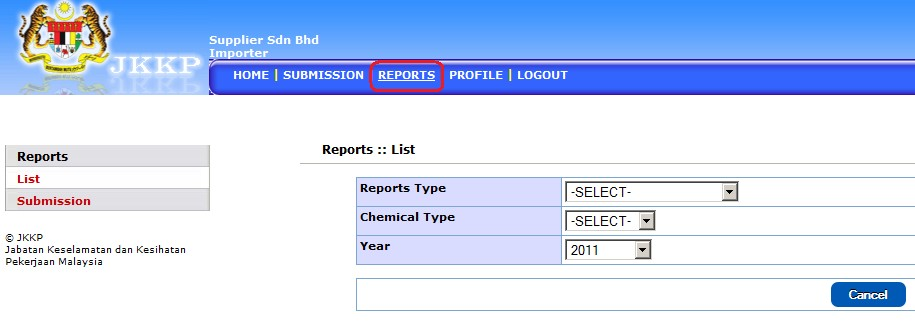 Supplier Sdn Bhd
Importer
JKKP
HOME | SUBMISSION REPORTS PROFILE | LOGOUT
Reports
List
Submission
© JKKP
Jabatan Keselamatan dan Kesihatan
Pekerjaan Malaysia
Reports :: List
Reports Type -SELECT-
Chemical Type -SELECT-
Year 2011
Cancel